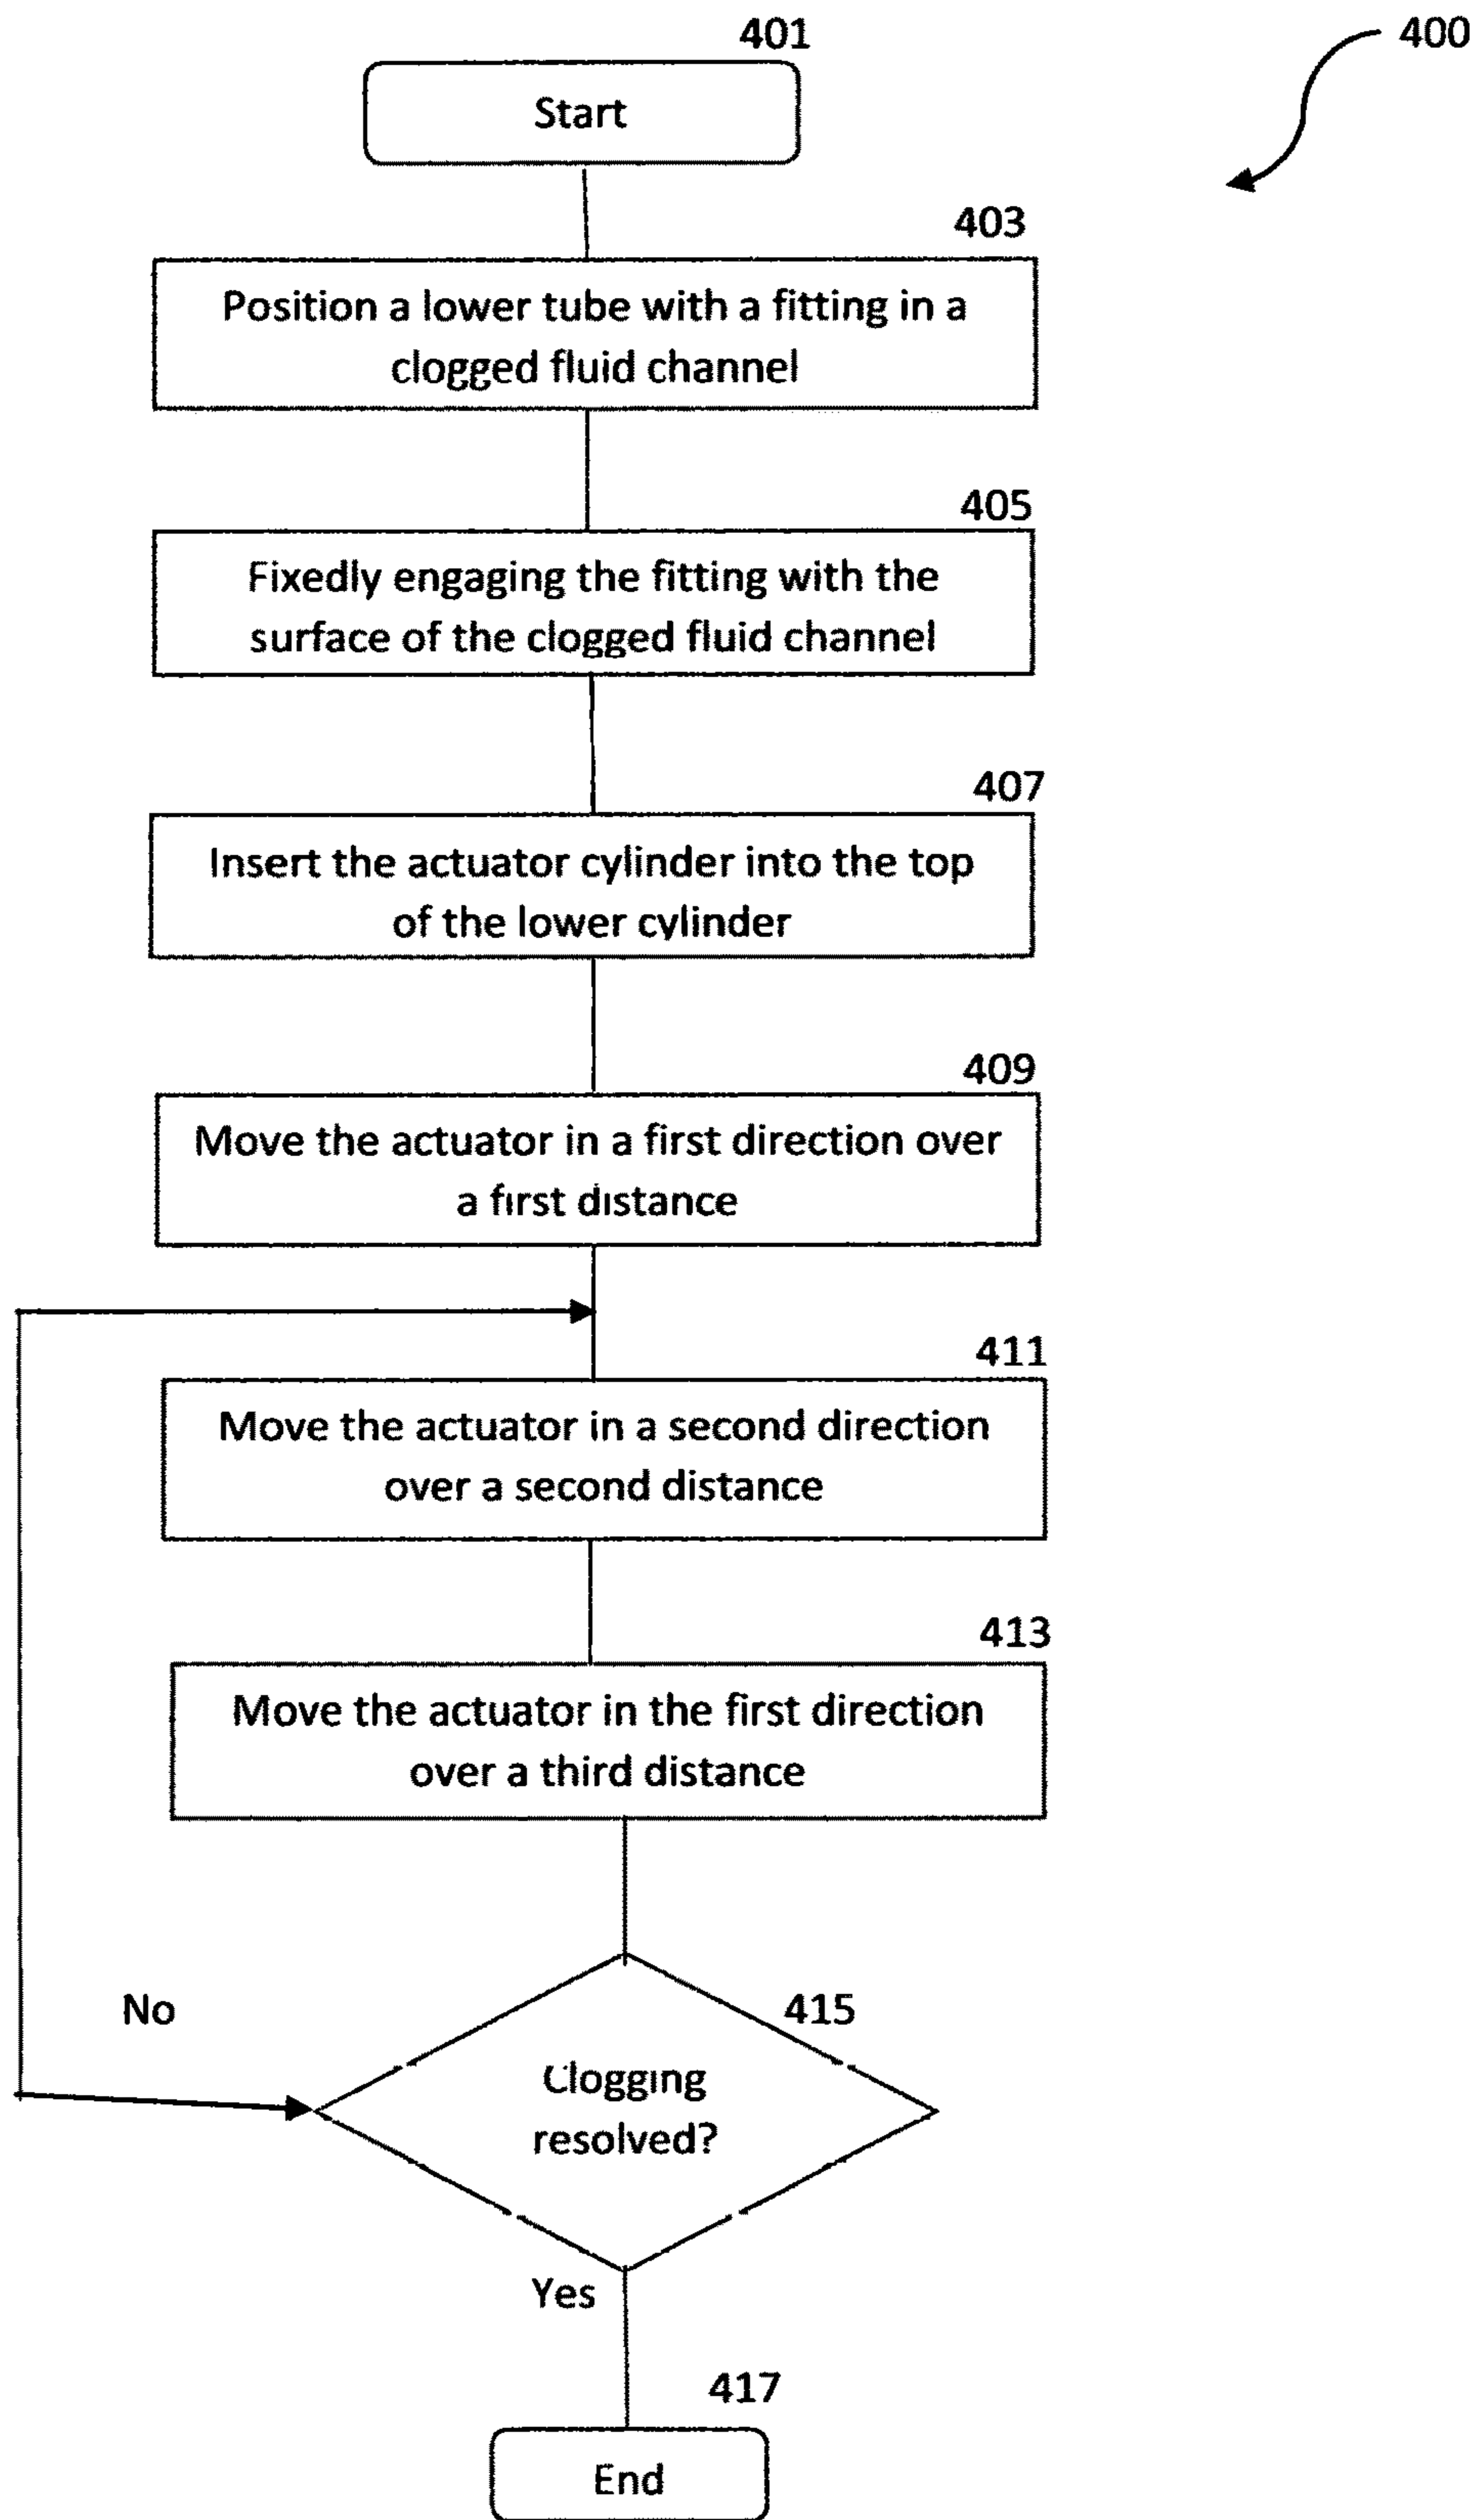 401
400
Start
403
Position a lower tube with a fitting in a
clogged fluid channel
405
Fixedly engaging the fitting with the
surface of the clogged fluid channel
407
Insert the actuator cylinder into the top
of the lower cylinder
409
Move the actuator in a first direction over
a first distance
411
Move the actuator in a second direction
over a second distance
413
Move the actuator in the first direction
over a third distance
No
415
Clogging
resolved?
Yes
417
End